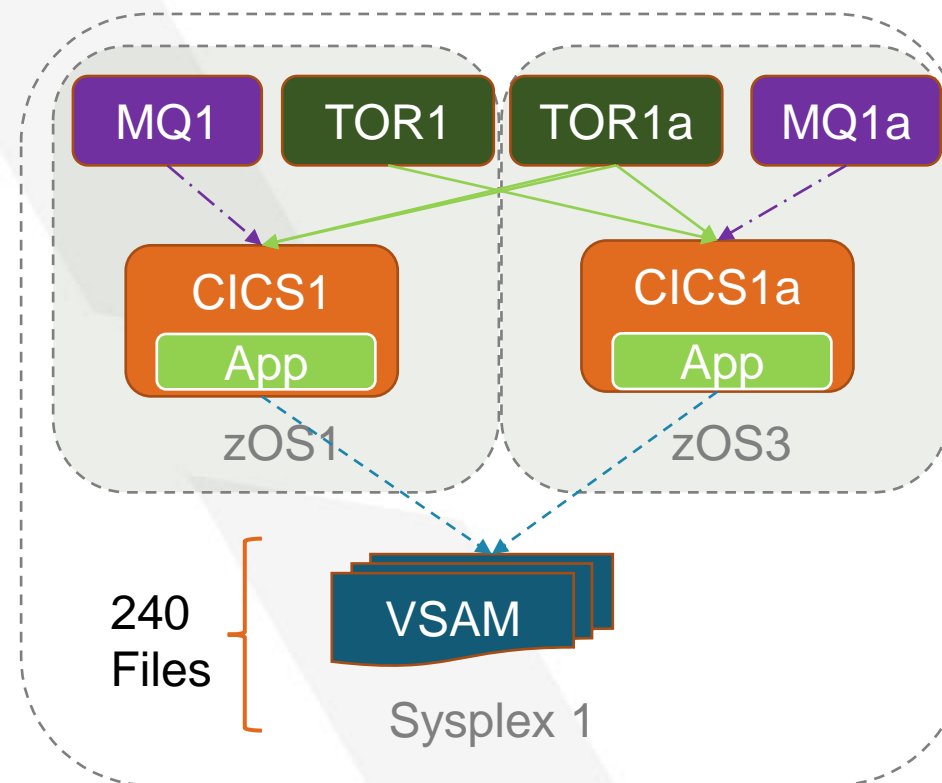 MQ1
TOR1
TOR1a
MQ1a
CICS1
App
zOS1
CICS1a
App
zOS3
240
Files
VSAM
Sysplex 1